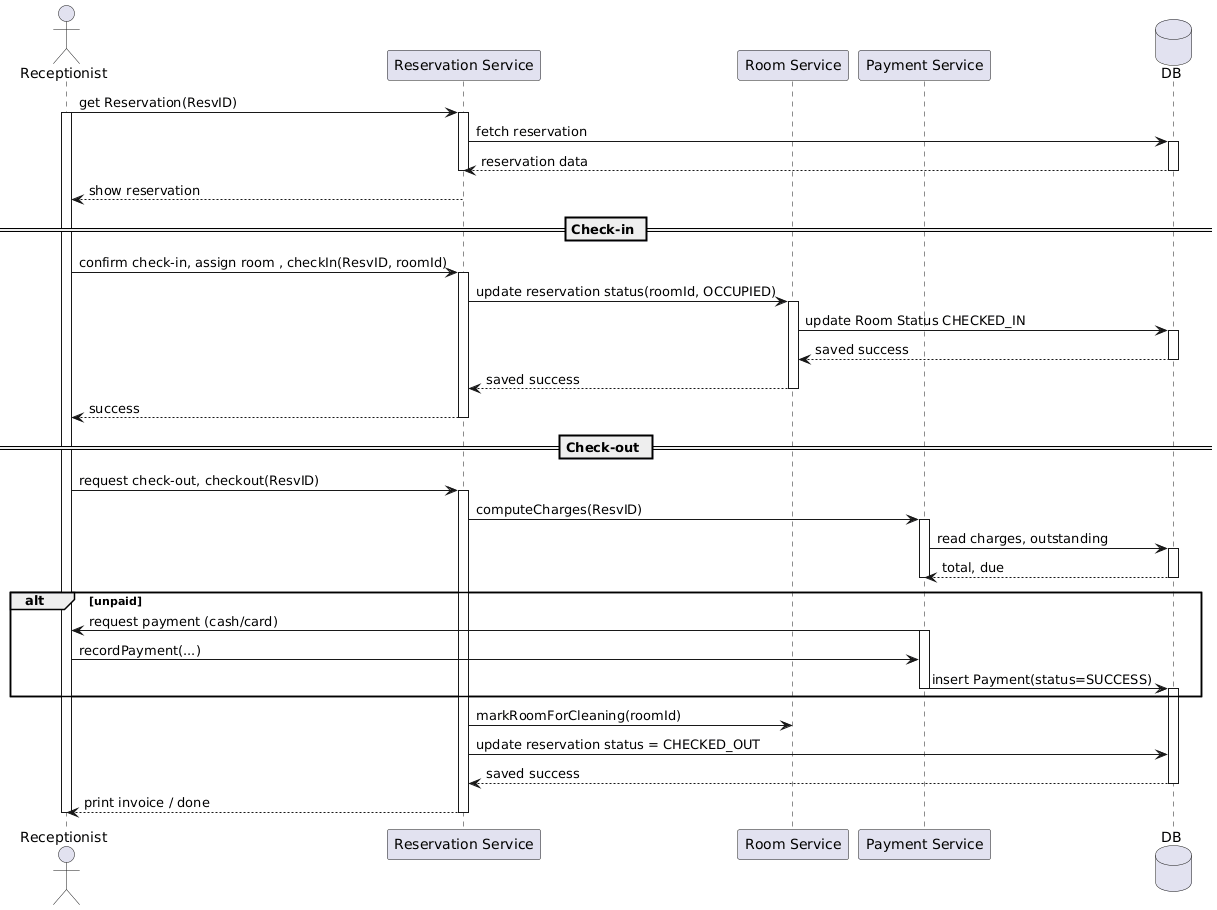 Receptionist
Reservation Service
Room Service
Payment Service
DB
get Reservation(ResvID)
fetch reservation
reservation data
show reservation
Check-in
confirm check-in, assign room , checkIn(ResvID, roomId)
update reservation status(roomId, OCCUPIED)
update Room Status CHECKED_IN
saved success
saved success
success
Check-out
request check-out, checkout(ResvID)
computeCharges(ResvID)
read charges, outstanding
total, due
alt
[unpaid]
request payment (cash/card)
recordPayment(...)
insert Payment(status=SUCCESS)
markRoomForCleaning(roomId)
update reservation status = CHECKED_OUT
saved success
print invoice / done
Receptionist
Reservation Service
Room Service
Payment Service
DB